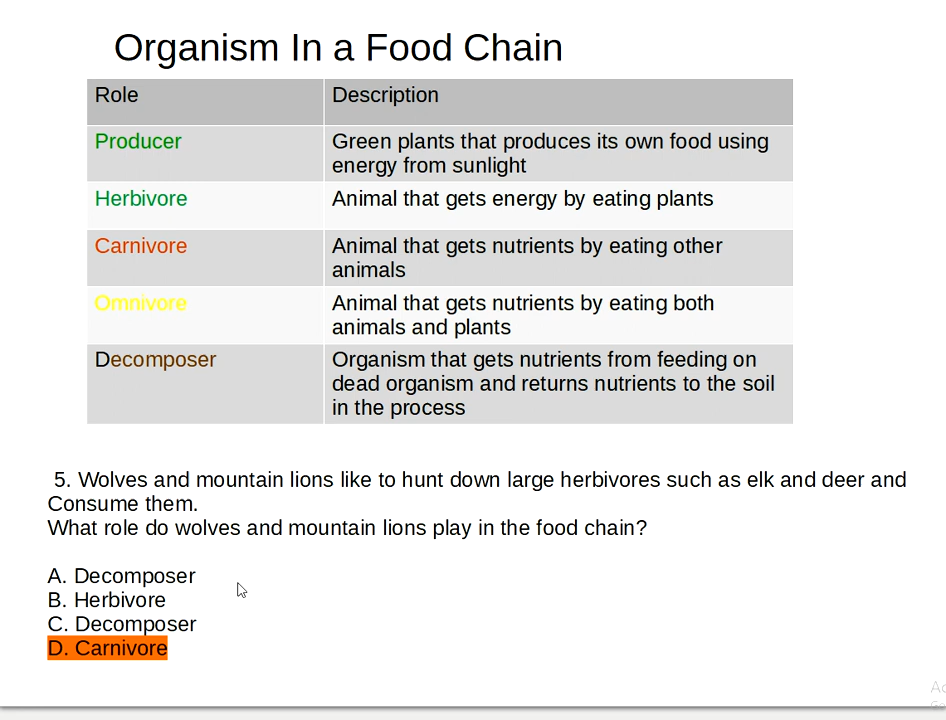 Organism In a Food Chain
Role Description
Producer Green plants that produces its own food using
energy from sunlight
Herbivore Animal that gets energy by eating plants
Carnivore Animal that gets nutrients by eating other
animals
Omnivore Animal that gets nutrients by eating both
animals and plants
Decomposer Organism that gets nutrients from feeding on
dead organism and returns nutrients to the soil
in the process
5. Wolves and mountain lions like to hunt down large herbivores such as elk and deer and
Consume them.
What role do wolves and mountain lions play in the food chain?
A. Decomposer
B. Herbivore
C. Decomposer
D. Carnivore